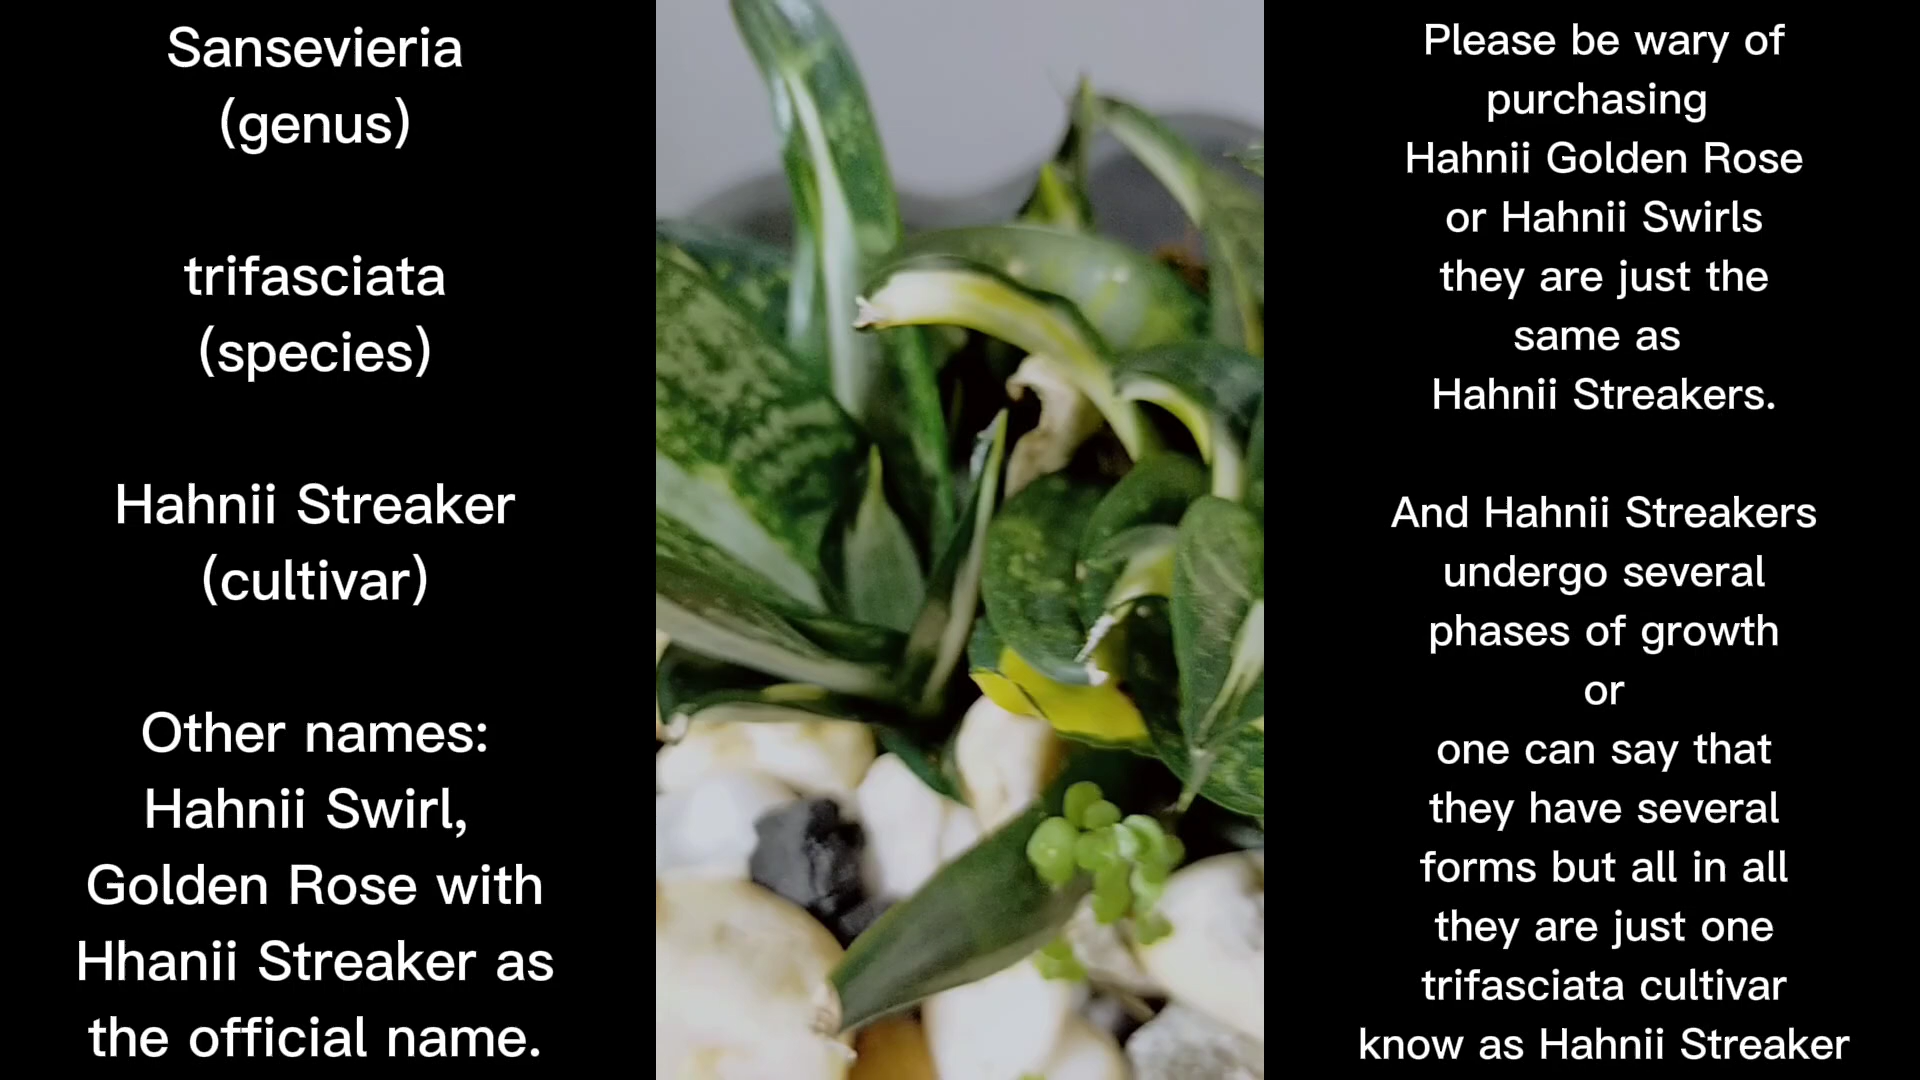 Sansevieria
(genus)
trifasciata
(species)
Hahnii Streaker
(cultivar)
Other names:
Hahnii Swirl,
Golden Rose with
Hhanii Streaker as
the official name.
Please be wary of
purchasing
Hahnii Golden Rose
or Hahnii Swirls
they are just the
same as
Hahnii Streakers.
And Hahnii Streakers
undergo several
phases of growth
or
one can say that
they have several
forms but all in all
they are just one
trifasciata cultivar
know as Hahnii Streaker